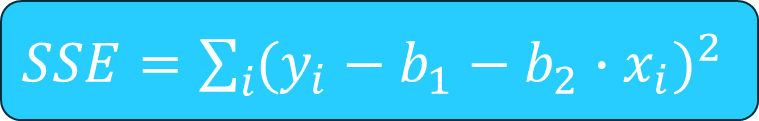 SSE = ∑ᵢ(yᵢ − b₁ − b₂ · xᵢ)²